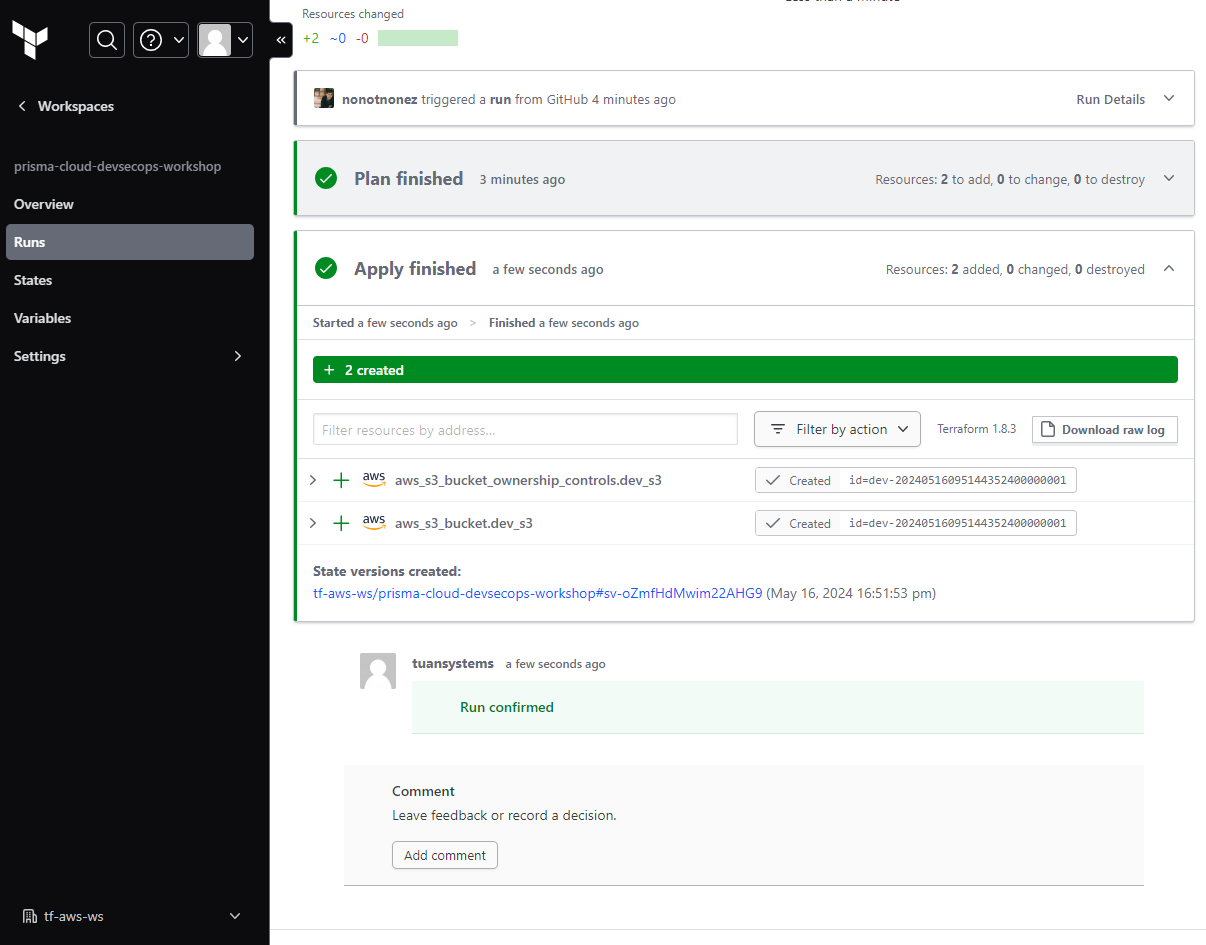 Workspaces
prisma-cloud-devsecops-workshop
Overview
Runs
States
Variables
Settings
tf-aws-ws
Resources changed
+2 ~0 -0
nonotnonez triggered a run from GitHub 4 minutes ago
Run Details
Plan finished 3 minutes ago
Resources: 2 to add, 0 to change, 0 to destroy
Apply finished a few seconds ago
Resources: 2 added, 0 changed, 0 destroyed
Started a few seconds ago > Finished a few seconds ago
+ 2 created
Filter resources by address...
Filter by action
Terraform 1.8.3
Download raw log
aws aws_s3_bucket_ownership_controls.dev_s3
Created id=dev-20240516095144352400000001
aws aws_s3_bucket.dev_s3
Created id=dev-20240516095144352400000001
State versions created:
tf-aws-ws/prisma-cloud-devsecops-workshop#sv-oZmfHdMwim22AHG9 (May 16, 2024 16:51:53 pm)
tuansystems a few seconds ago
Run confirmed
Comment
Leave feedback or record a decision.
Add comment